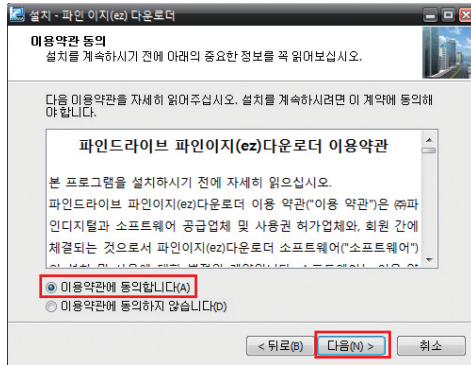 설치 - 파인 이지(ez) 다운로더
이용약관 동의
설치를 계속하시기 전에 아래의 중요한 정보를 꼭 읽어보십시오.
다음 이용약관을 자세히 읽어주십시오. 설치를 계속하시려면 이 계약에 동의해
야 합니다.
파인드라이브 파인이지(ez)다운로더 이용약관
본 프로그램을 설치하시기 전에 자세히 읽으십시오.
파인드라이브 파인이지(ez)다운로더 이용 약관("이용 약관")은 ㈜파
인디지털과 소프트웨어 공급업체 및 사용권 허가업체와, 회원 간에
체결되는 것으로서 파인이지(ez)다운로더 소프트웨어("소프트웨어")
이용약관에 동의합니다(A)
이용약관에 동의하지 않습니다(D)
< 뒤로(B)
다음(N) >
취소